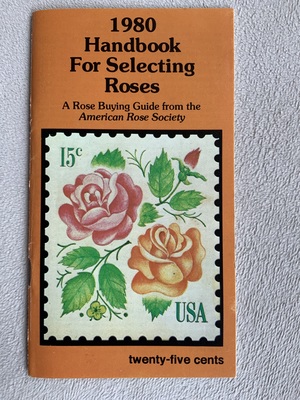 1980
Handbook
For Selecting
Roses
A Rose Buying Guide from the
American Rose Society
15c
USA
twenty-five cents